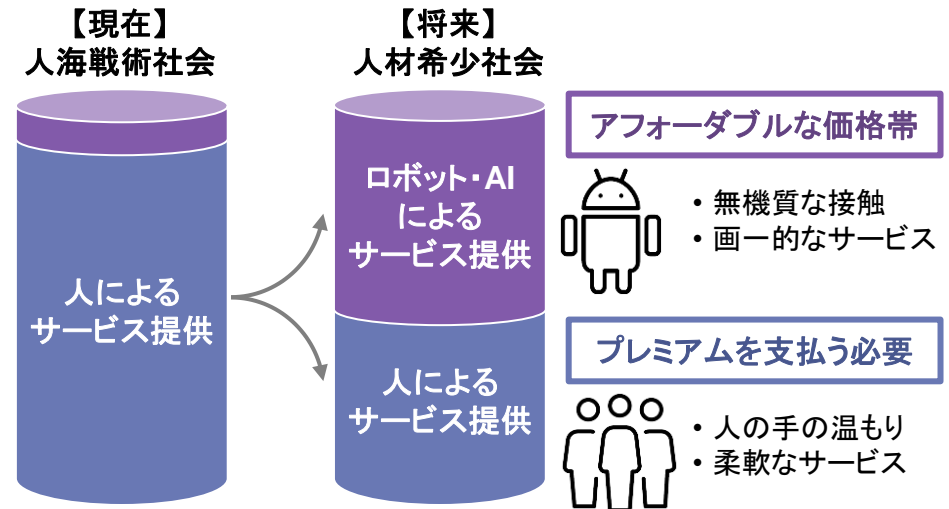 【現在】
人海戦術社会
人による
サービス提供
【将来】
人材希少社会
ロボット・AI
による
サービス提供
人による
サービス提供
アフォーダブルな価格帯
・無機質な接触
・画一的なサービス
プレミアムを支払う必要
・人の手の温もり
・柔軟なサービス